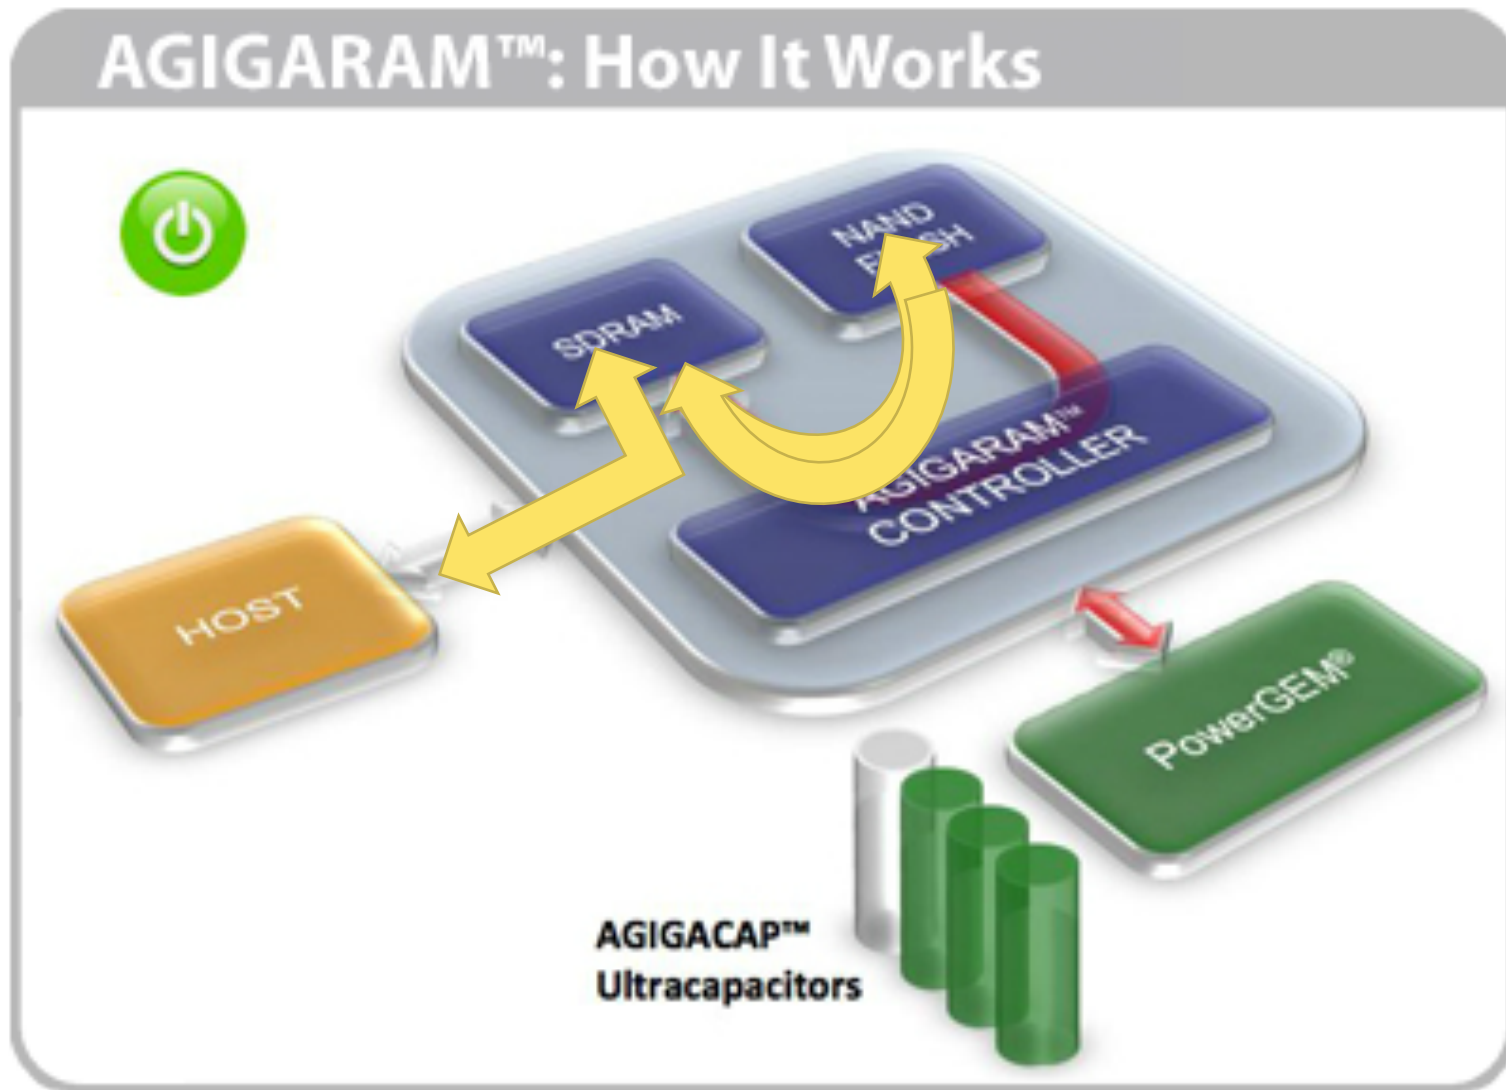 AGIGARAM™: How It Works
NAND
SDRAM
AGIGARAM™
CONTROLLER
HOST
PowerGEM®
AGIGACAP™
Ultracapacitors